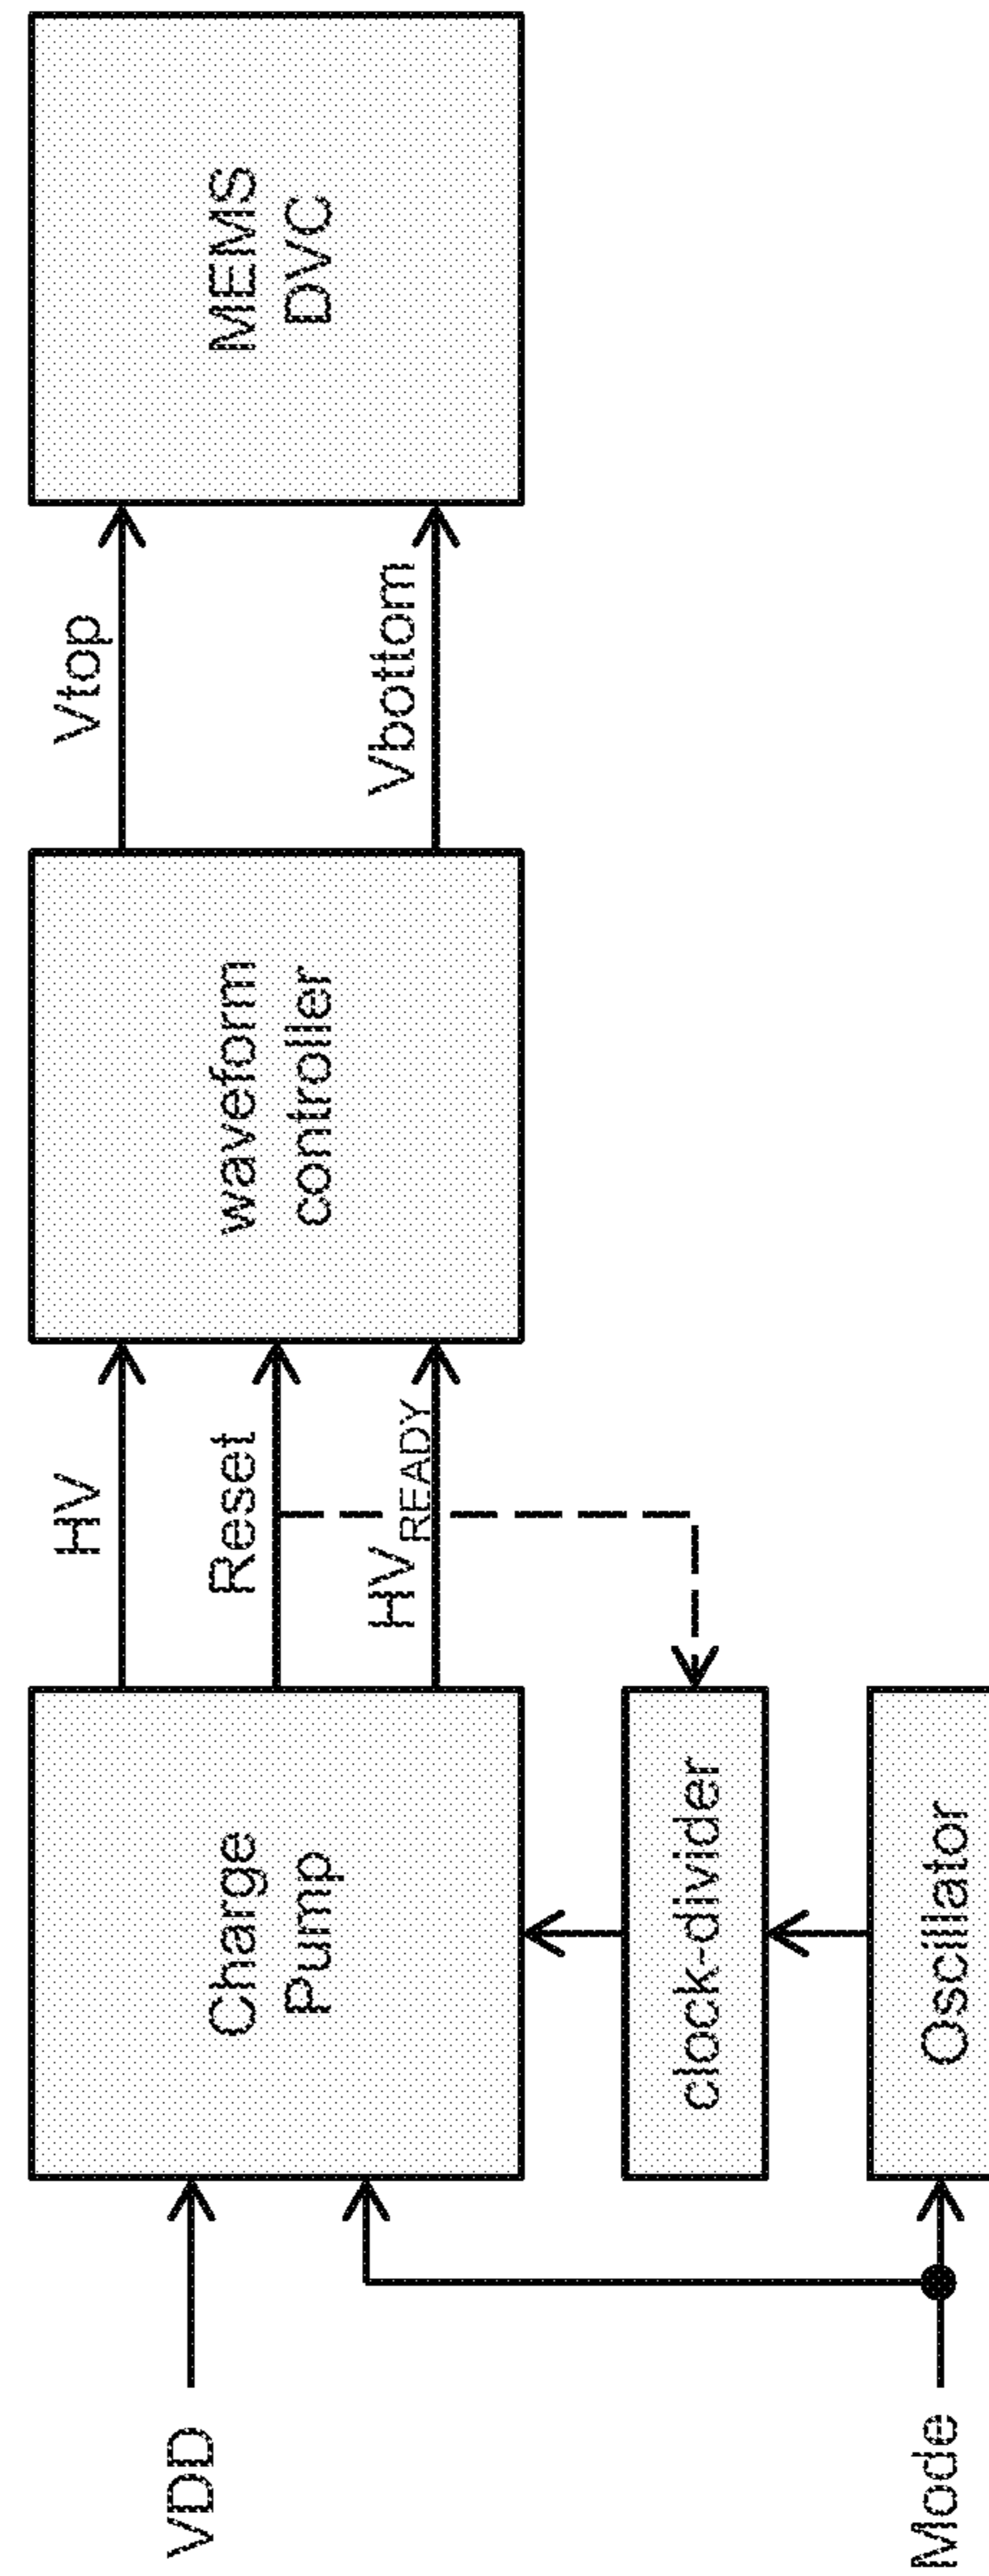 VDD
Mode
Charge
Pump
clock-divider
Oscillator
HV
Reset
HV READY
waveform
controller
Vtop
Vbottom
MEMS
DVC